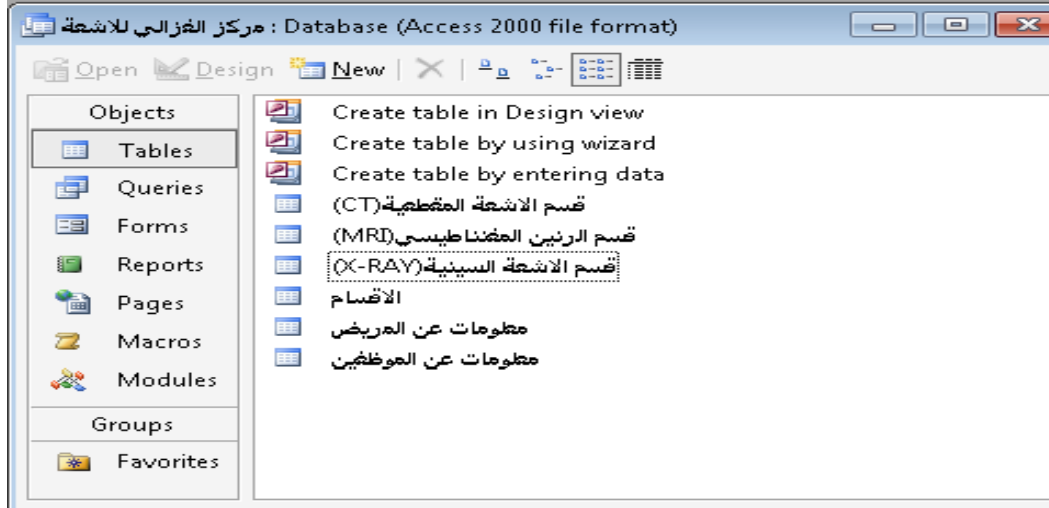 مركز الغزالي للاشعة : Database (Access 2000 file format)
Open Design New
Objects
Tables
Queries
Forms
Reports
Pages
Macros
Modules
Groups
Favorites
Create table in Design view
Create table by using wizard
Create table by entering data
قسم الاشعة المقطعية(CT)
قسم الرنين المغناطيسي(MRI)
قسم الاشعة السينية(X-RAY)
الاقسام
معلومات عن المريض
معلومات عن الموظفين